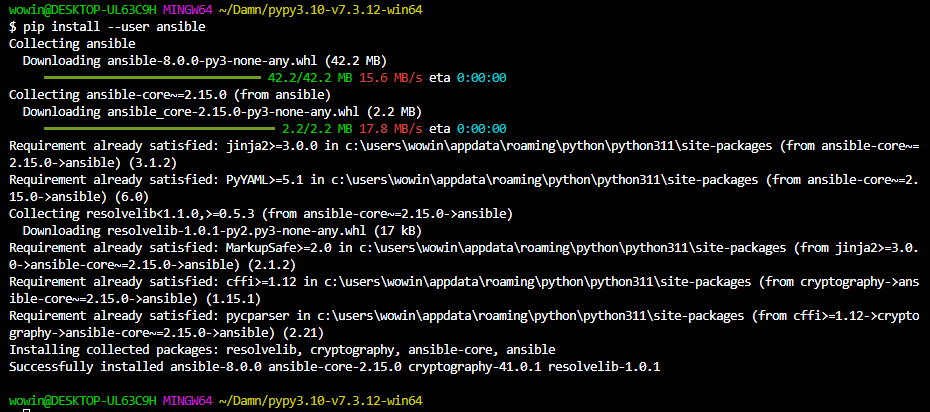 wowin@DESKTOP-UL63C9H MINGW64 ~/Damn/pypy3.10-v7.3.12-win64
$ pip install --user ansible
Collecting ansible
Downloading ansible-8.0.0-py3-none-any.whl (42.2 MB)
42.2/42.2 MB 15.6 MB/s eta 0:00:00
Collecting ansible-core~=2.15.0 (from ansible)
Downloading ansible_core-2.15.0-py3-none-any.whl (2.2 MB)
2.2/2.2 MB 17.8 MB/s eta 0:00:00
Requirement already satisfied: jinja2>=3.0.0 in c:\users\wowin\appdata\roaming\python\python311\site-packages (from ansible-core~=
2.15.0->ansible) (3.1.2)
Requirement already satisfied: PyYAML>=5.1 in c:\users\wowin\appdata\roaming\python\python311\site-packages (from ansible-core~=2.
15.0->ansible) (6.0)
Collecting resolvelib<1.1.0,>=0.5.3 (from ansible-core~=2.15.0->ansible)
Downloading resolvelib-1.0.1-py2.py3-none-any.whl (17 kB)
Requirement already satisfied: MarkupSafe>=2.0 in c:\users\wowin\appdata\roaming\python\python311\site-packages (from jinja2>=3.0.
0->ansible-core~=2.15.0->ansible) (2.1.2)
Requirement already satisfied: cffi>=1.12 in c:\users\wowin\appdata\roaming\python\python311\site-packages (from cryptography->ans
ible-core~=2.15.0->ansible) (1.15.1)
Requirement already satisfied: pycparser in c:\users\wowin\appdata\roaming\python\python311\site-packages (from cffi>=1.12->crypto
graphy->ansible-core~=2.15.0->ansible) (2.21)
Installing collected packages: resolvelib, cryptography, ansible-core, ansible
Successfully installed ansible-8.0.0 ansible-core-2.15.0 cryptography-41.0.1 resolvelib-1.0.1
wowin@DESKTOP-UL63C9H MINGW64 ~/Damn/pypy3.10-v7.3.12-win64